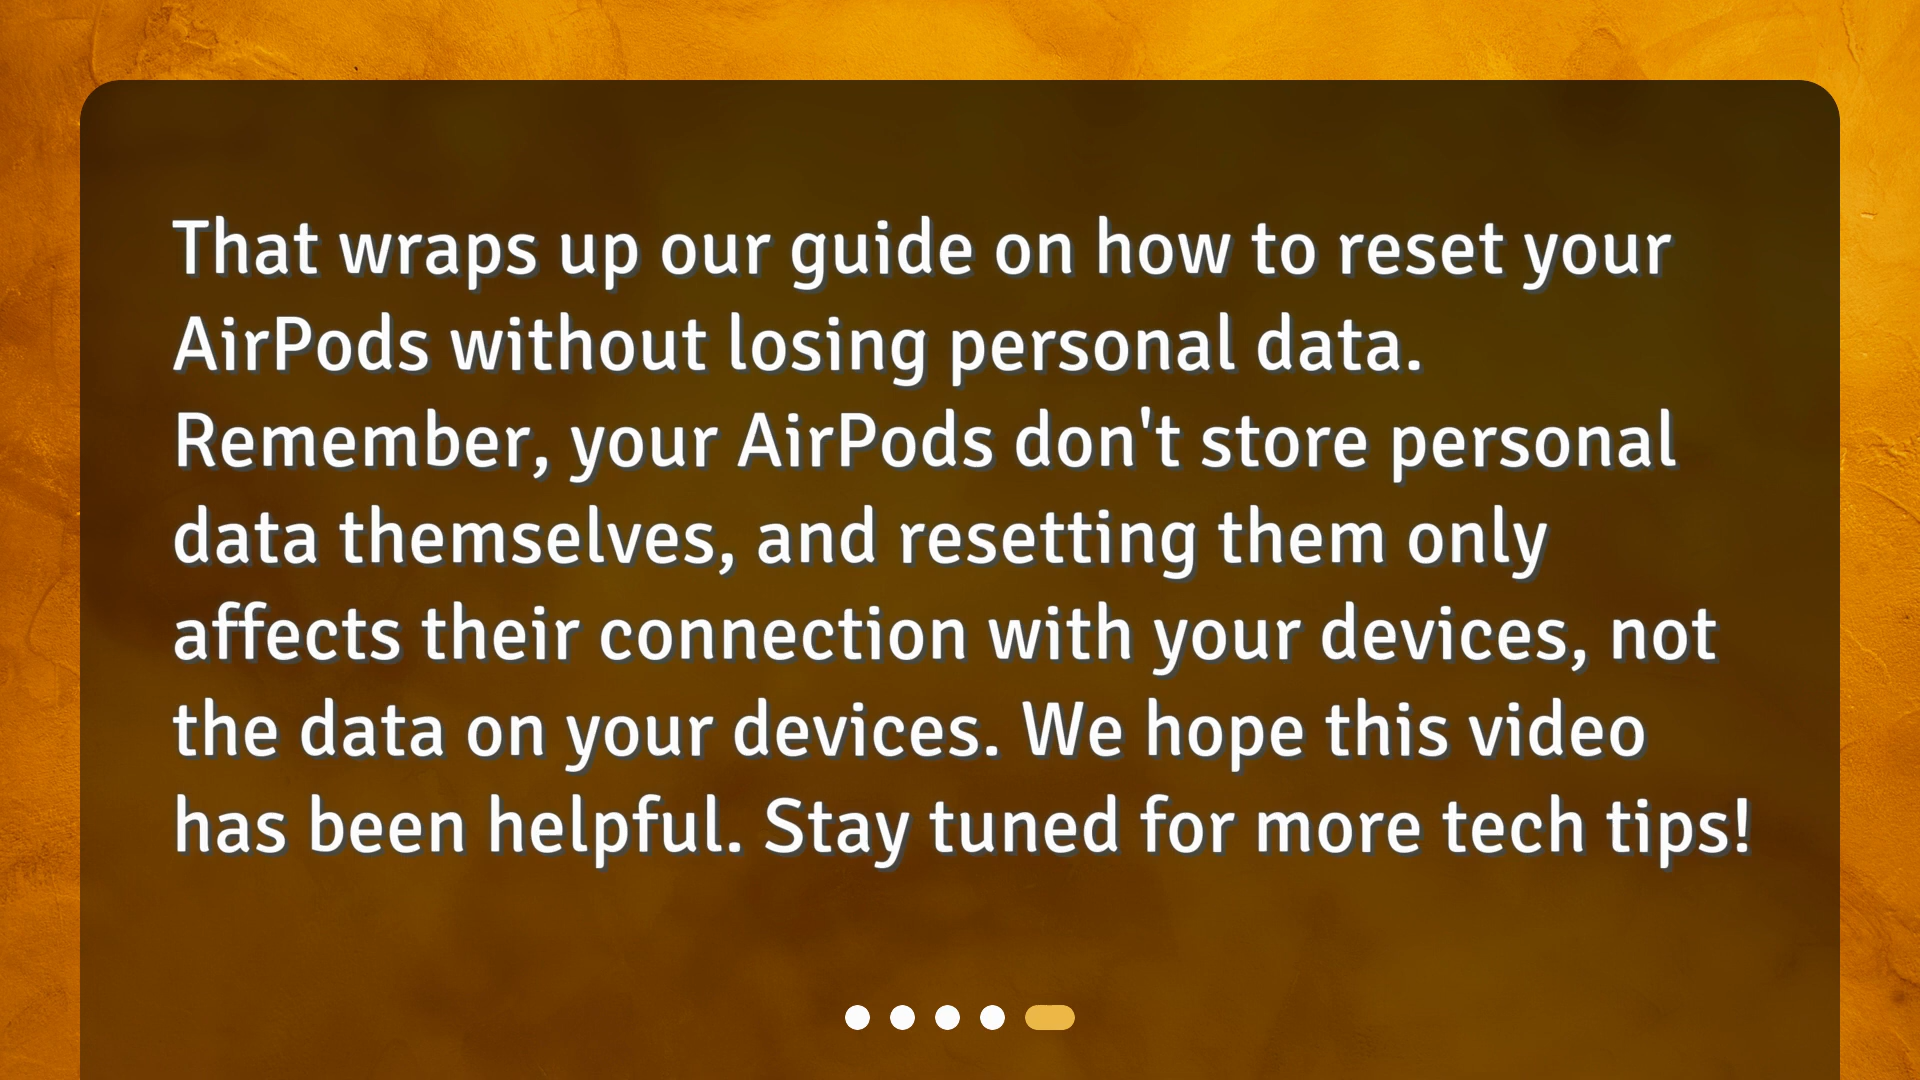 That wraps up our guide on how to reset your
AirPods without losing personal data.
Remember, your AirPods don't store personal
data themselves, and resetting them only
affects their connection with your devices, not
the data on your devices. We hope this video
has been helpful. Stay tuned for more tech tips!